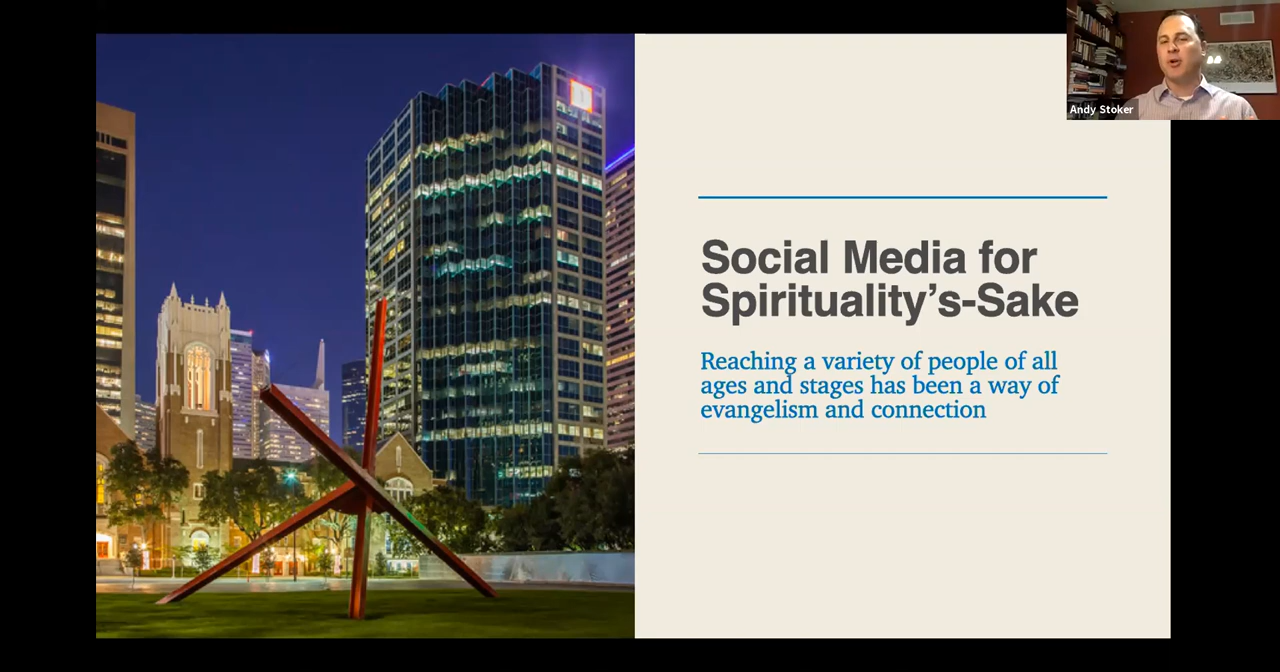 Andy Stoker
Social Media for
Spirituality’s-Sake
Reaching a variety of people of all
ages and stages has been a way of
evangelism and connection